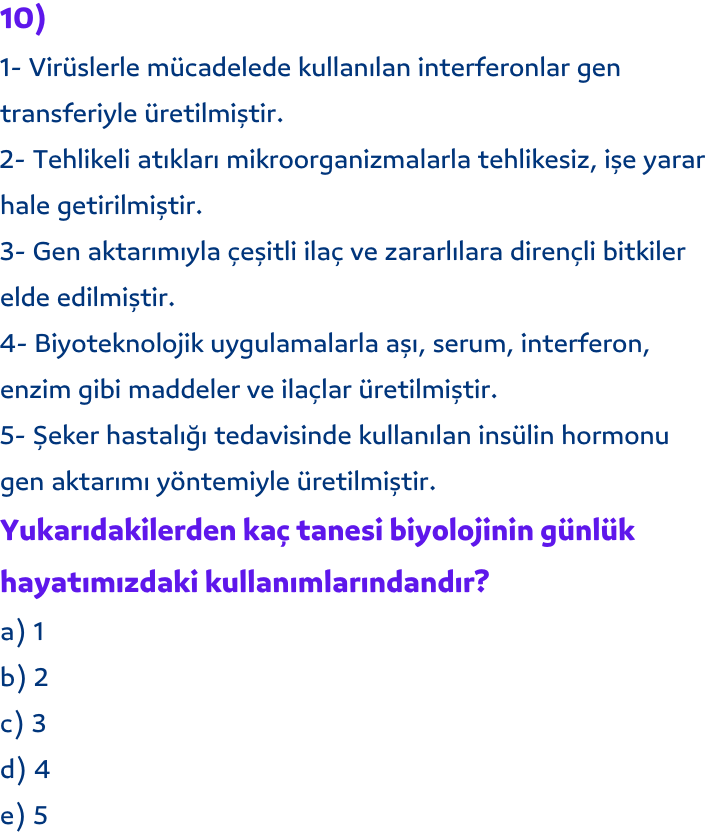 10)
1- Virüslerle mücadelede kullanılan interferonlar gen
transferiyle üretilmiştir.
2- Tehlikeli atıkları mikroorganizmalarla tehlikesiz, işe yarar
hale getirilmiştir.
3- Gen aktarımıyla çeşitli ilaç ve zararlılara dirençli bitkiler
elde edilmiştir.
4- Biyoteknolojik uygulamalarla aşı, serum, interferon,
enzim gibi maddeler ve ilaçlar üretilmiştir.
5- Şeker hastalığı tedavisinde kullanılan insülin hormonu
gen aktarımı yöntemiyle üretilmiştir.
Yukarıdakilerden kaç tanesi biyolojinin günlük
hayatımızdaki kullanımlarındandır?
a) 1
b) 2
c) 3
d) 4
e) 5